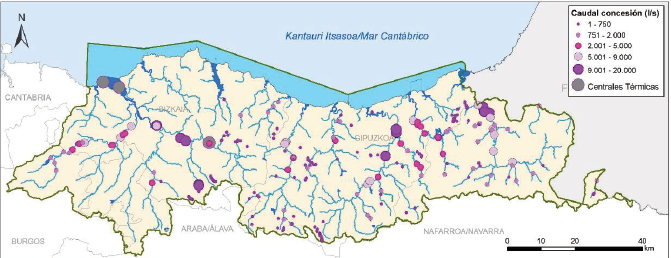 N
Kantauri Itsasoa/Mar Cantábrico
CANTABRIA
BIZKAIA
GIPUZKOA
F
BURGOS
ARABA/ÁLAVA
NAFARROA/NAVARRA
Caudal concesión (l/s)
1 - 750
751 - 2.000
2.001 - 5.000
5.001 - 9.000
9.001 - 20.000
Centrales Térmicas
0 10 20 40
km